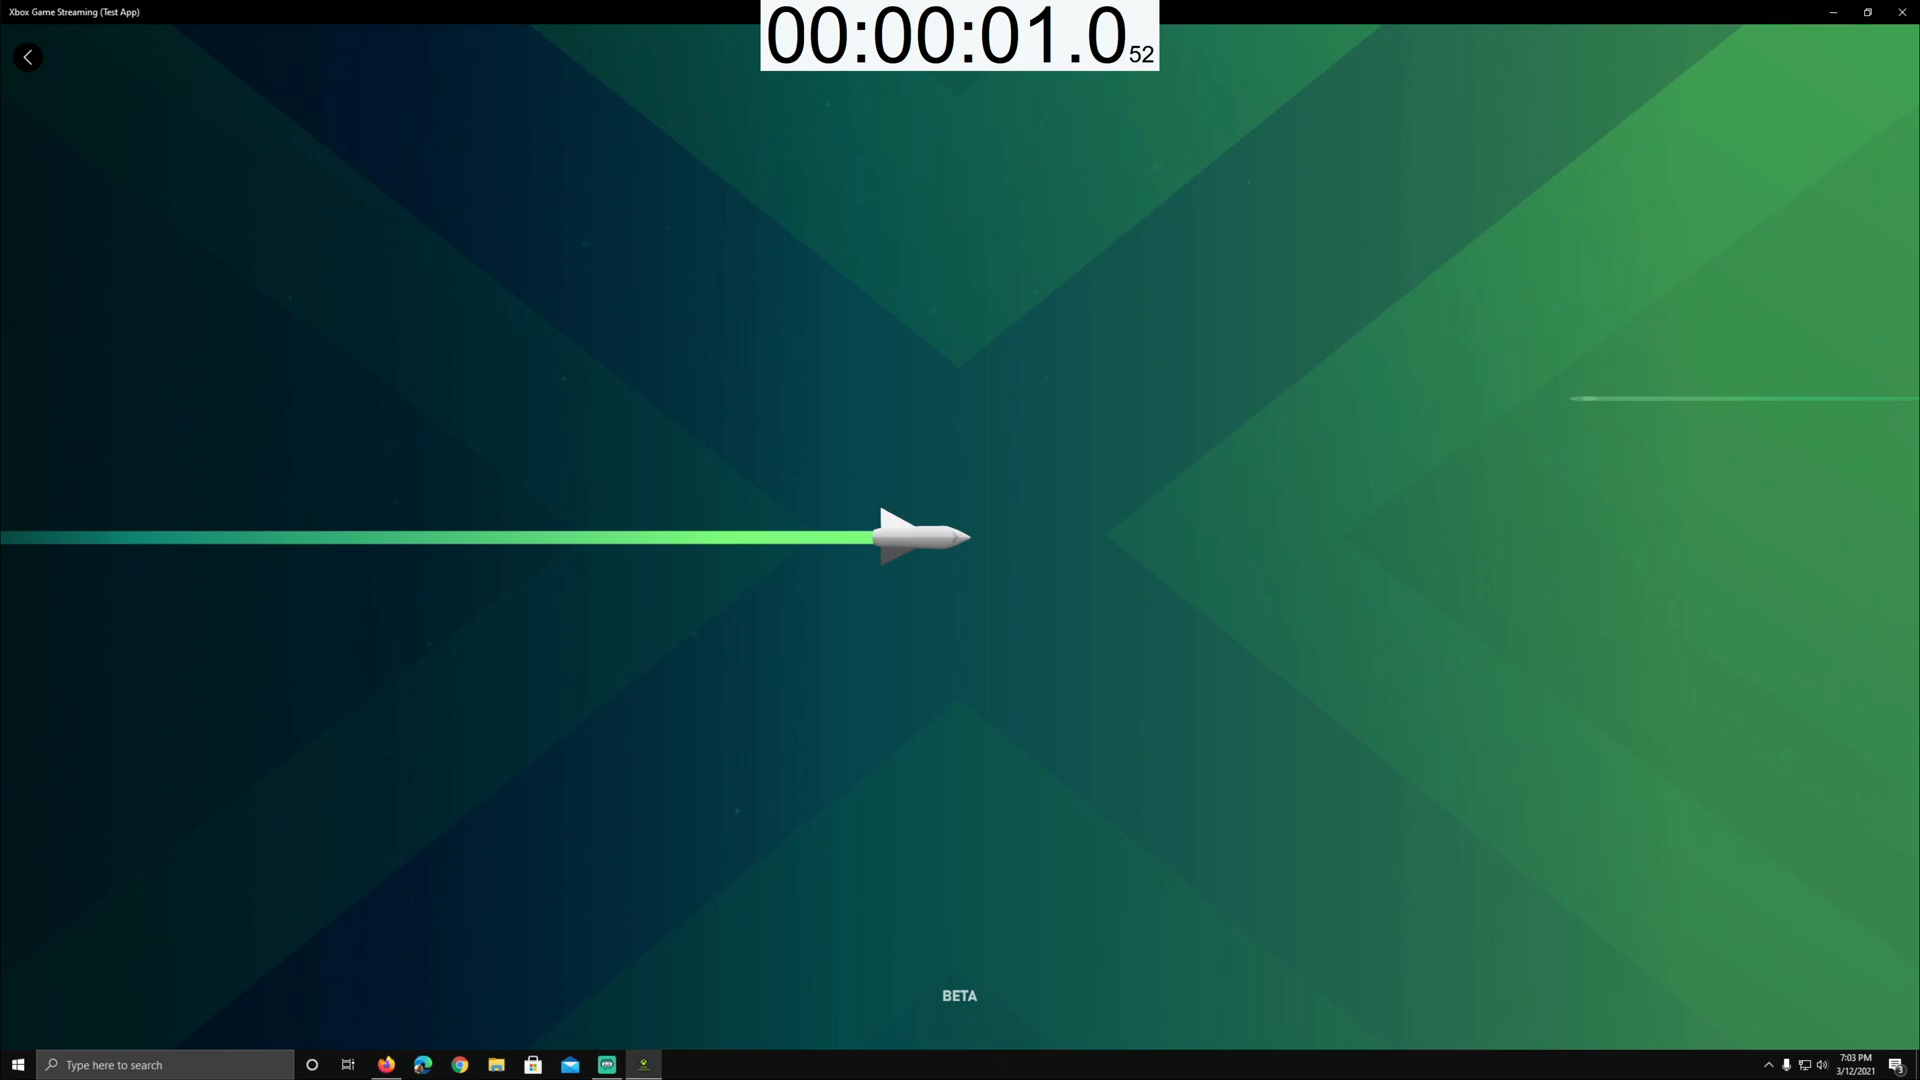 Xbox Game Streaming (Test App)
00:00:01.052
BETA
Type here to search
7:03 PM
3/12/2021
3